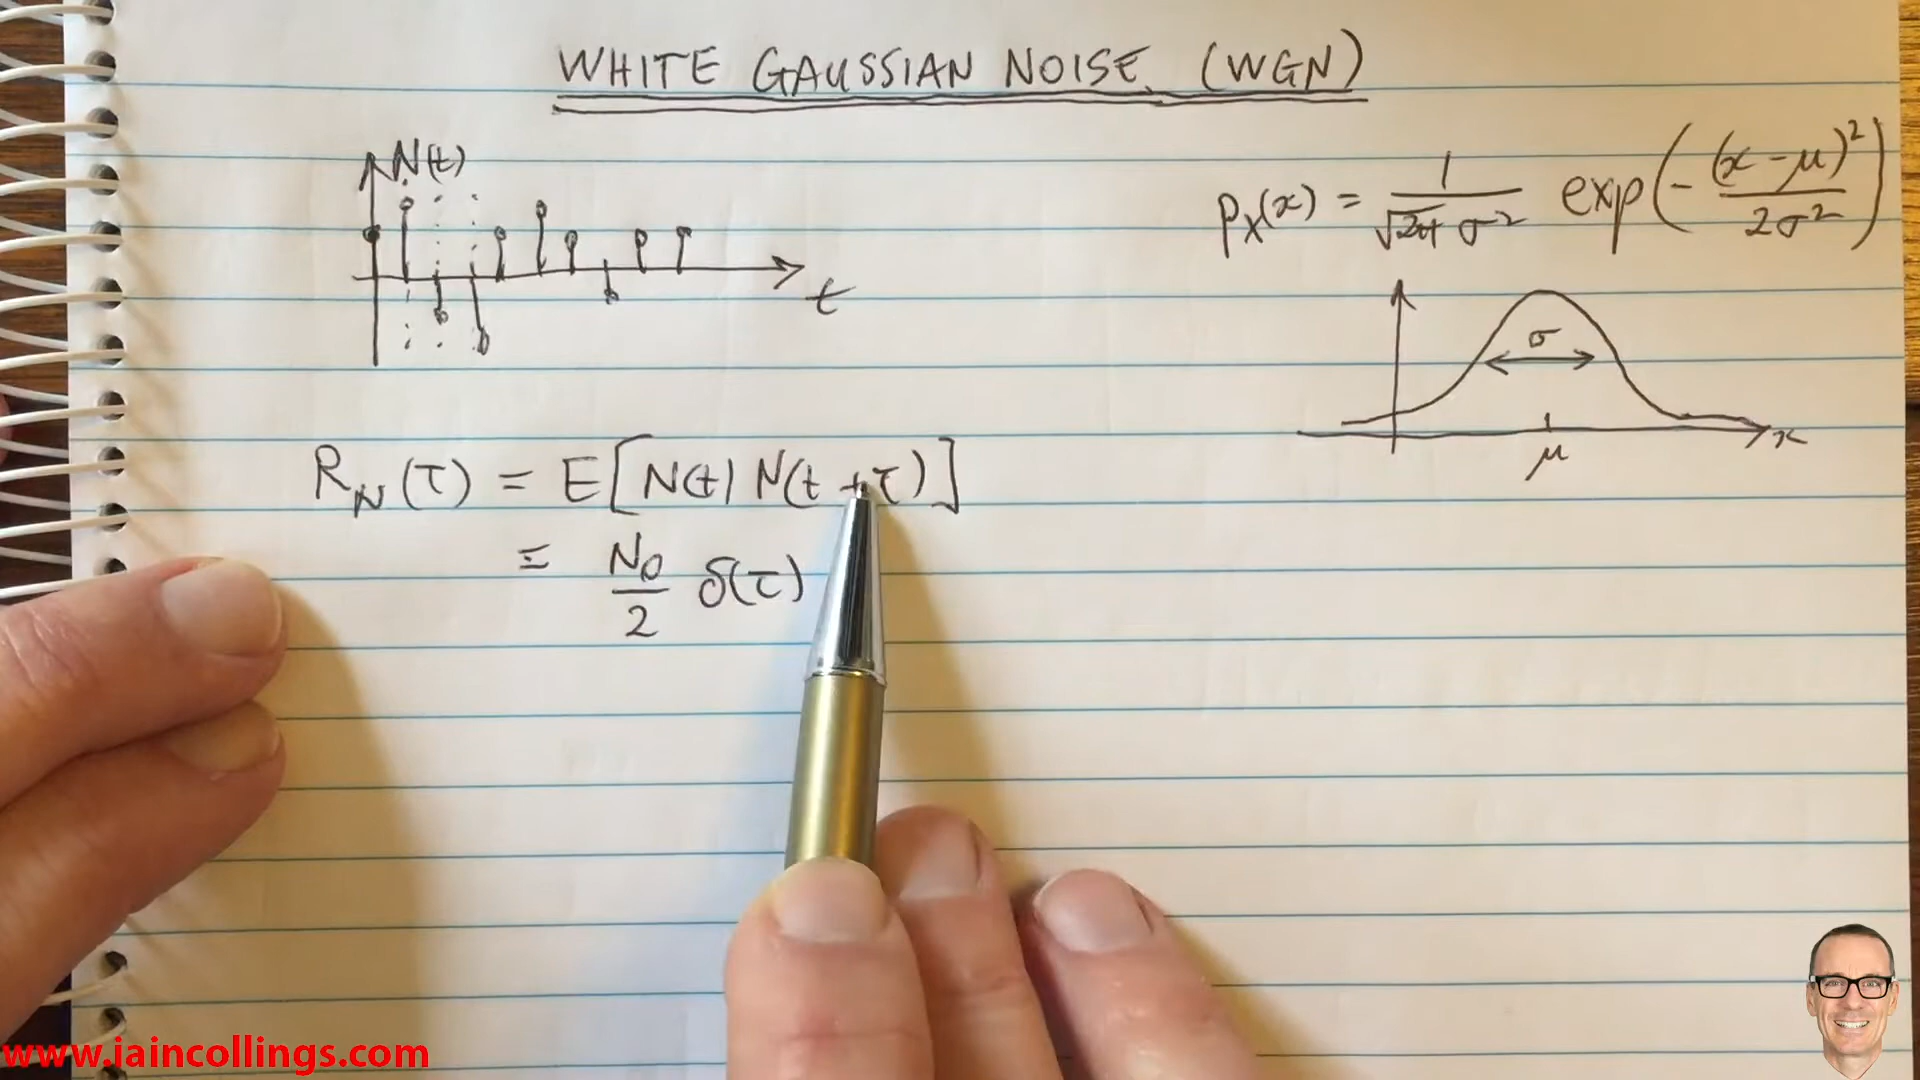 WHITE GAUSSIAN NOISE (WGN)
N(t)
t
p_X(x) = 1/(√2π σ²) exp(-(x-μ)²/2σ²)
σ
μ
x
R_N(τ) = E[N(t) N(t+τ)]
= N₀/2 δ(τ)
www.iaincollings.com